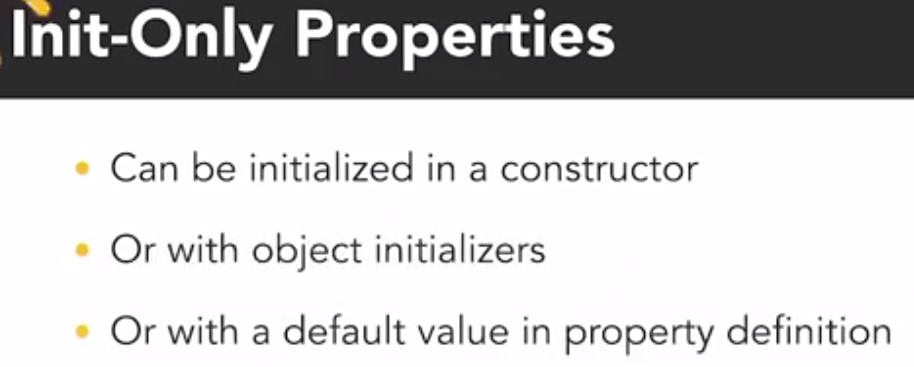 Init-Only Properties
Can be initialized in a constructor
Or with object initializers
Or with a default value in property definition